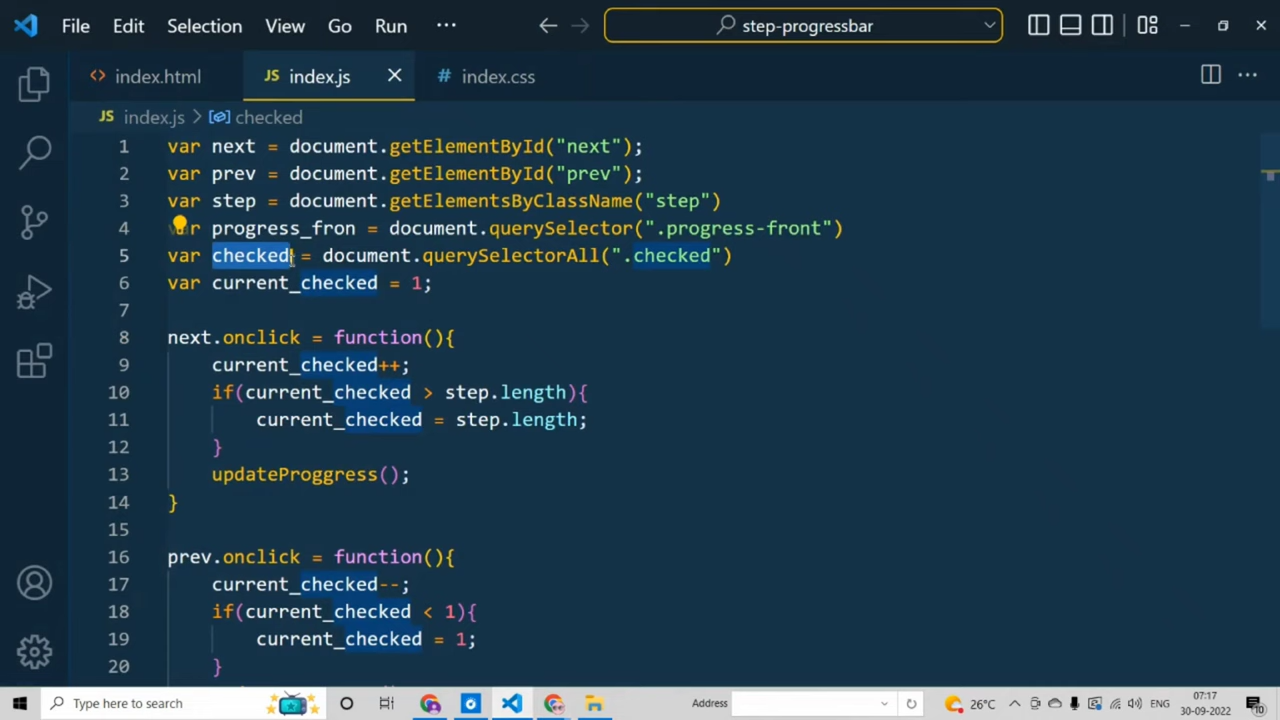 File Edit Selection View Go Run ··· step-progressbar
index.html JS index.js # index.css
JS index.js > checked
1 var next = document.getElementById("next");
2 var prev = document.getElementById("prev");
3 var step = document.getElementsByClassName("step")
4 var progress_fron = document.querySelector(".progress-front")
5 var checked = document.querySelectorAll(".checked")
6 var current_checked = 1;
7
8 next.onclick = function(){
9 current_checked++;
10 if(current_checked > step.length){
11 current_checked = step.length;
12 }
13 updateProggress();
14 }
15
16 prev.onclick = function(){
17 current_checked--;
18 if(current_checked < 1){
19 current_checked = 1;
20 }
Type here to search Address 26°C ENG 07:17
30-09-2022 10